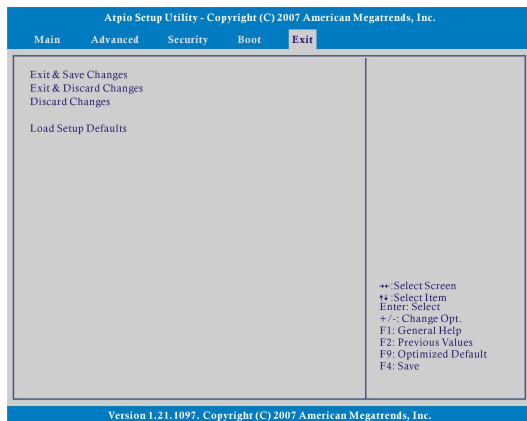 Atpio Setup Utility - Copyright (C) 2007 American Megatrends, Inc.
Main Advanced Security Boot Exit
Exit & Save Changes
Exit & Discard Changes
Discard Changes
Load Setup Defaults
→←:Select Screen
↑↓:Select Item
Enter: Select
+/-: Change Opt.
F1: General Help
F2: Previous Values
F9: Optimized Default
F4: Save
Version 1.21.1097. Copyright (C) 2007 American Megatrends, Inc.